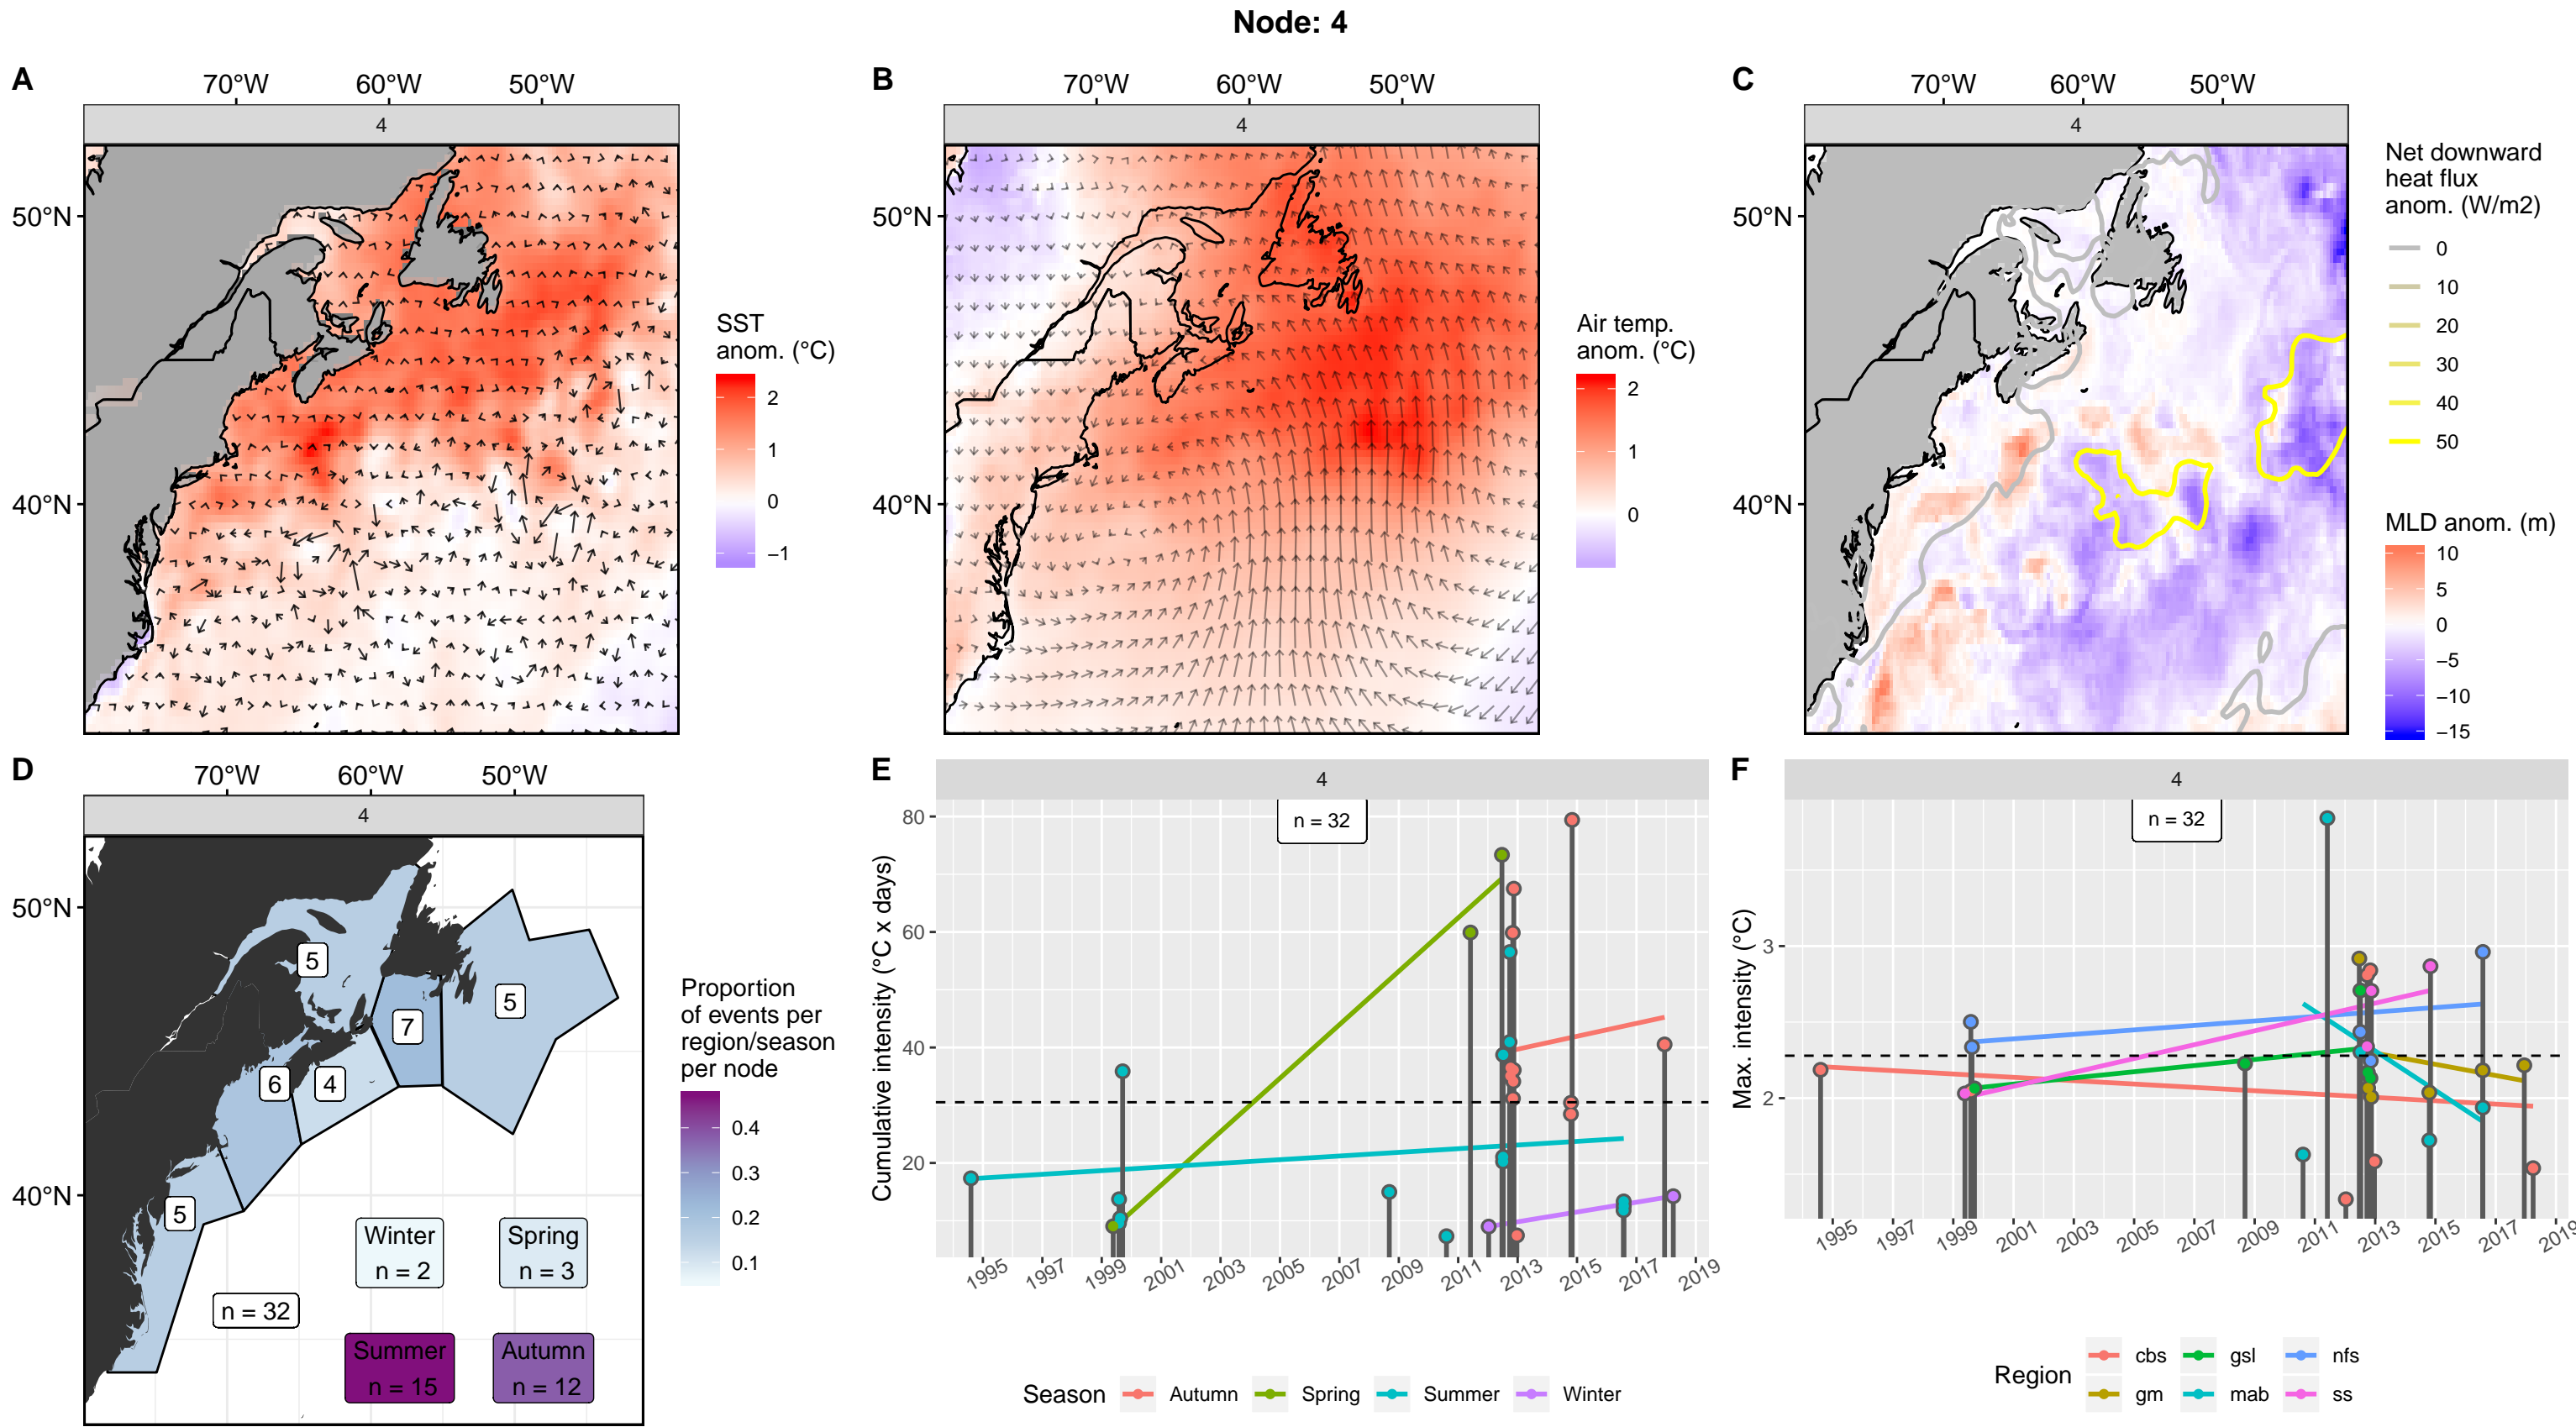 Node: 4
A
70°W 60°W 50°W
4
50°N
40°N
SST
anom. (°C)
2
1
0
−1
B
70°W 60°W 50°W
4
50°N
40°N
Air temp.
anom. (°C)
2
1
0
C
70°W 60°W 50°W
4
50°N
40°N
Net downward
heat flux
anom. (W/m2)
0
10
20
30
40
50
MLD anom. (m)
10
5
0
−5
−10
−15
D
70°W 60°W 50°W
4
50°N
40°N
5
5
7
6
4
5
n = 32
Winter
n = 2
Spring
n = 3
Summer
n = 15
Autumn
n = 12
Proportion
of events per
region/season
per node
0.4
0.3
0.2
0.1
E
4
n = 32
Cumulative intensity (°C x days)
80
60
40
20
1995 1997 1999 2001 2003 2005 2007 2009 2011 2013 2015 2017 2019
Season Autumn Spring Summer Winter
F
4
n = 32
Max. intensity (°C)
3
2
1995 1997 1999 2001 2003 2005 2007 2009 2011 2013 2015 2017 2019
Region
cbs gsl nfs
gm mab ss